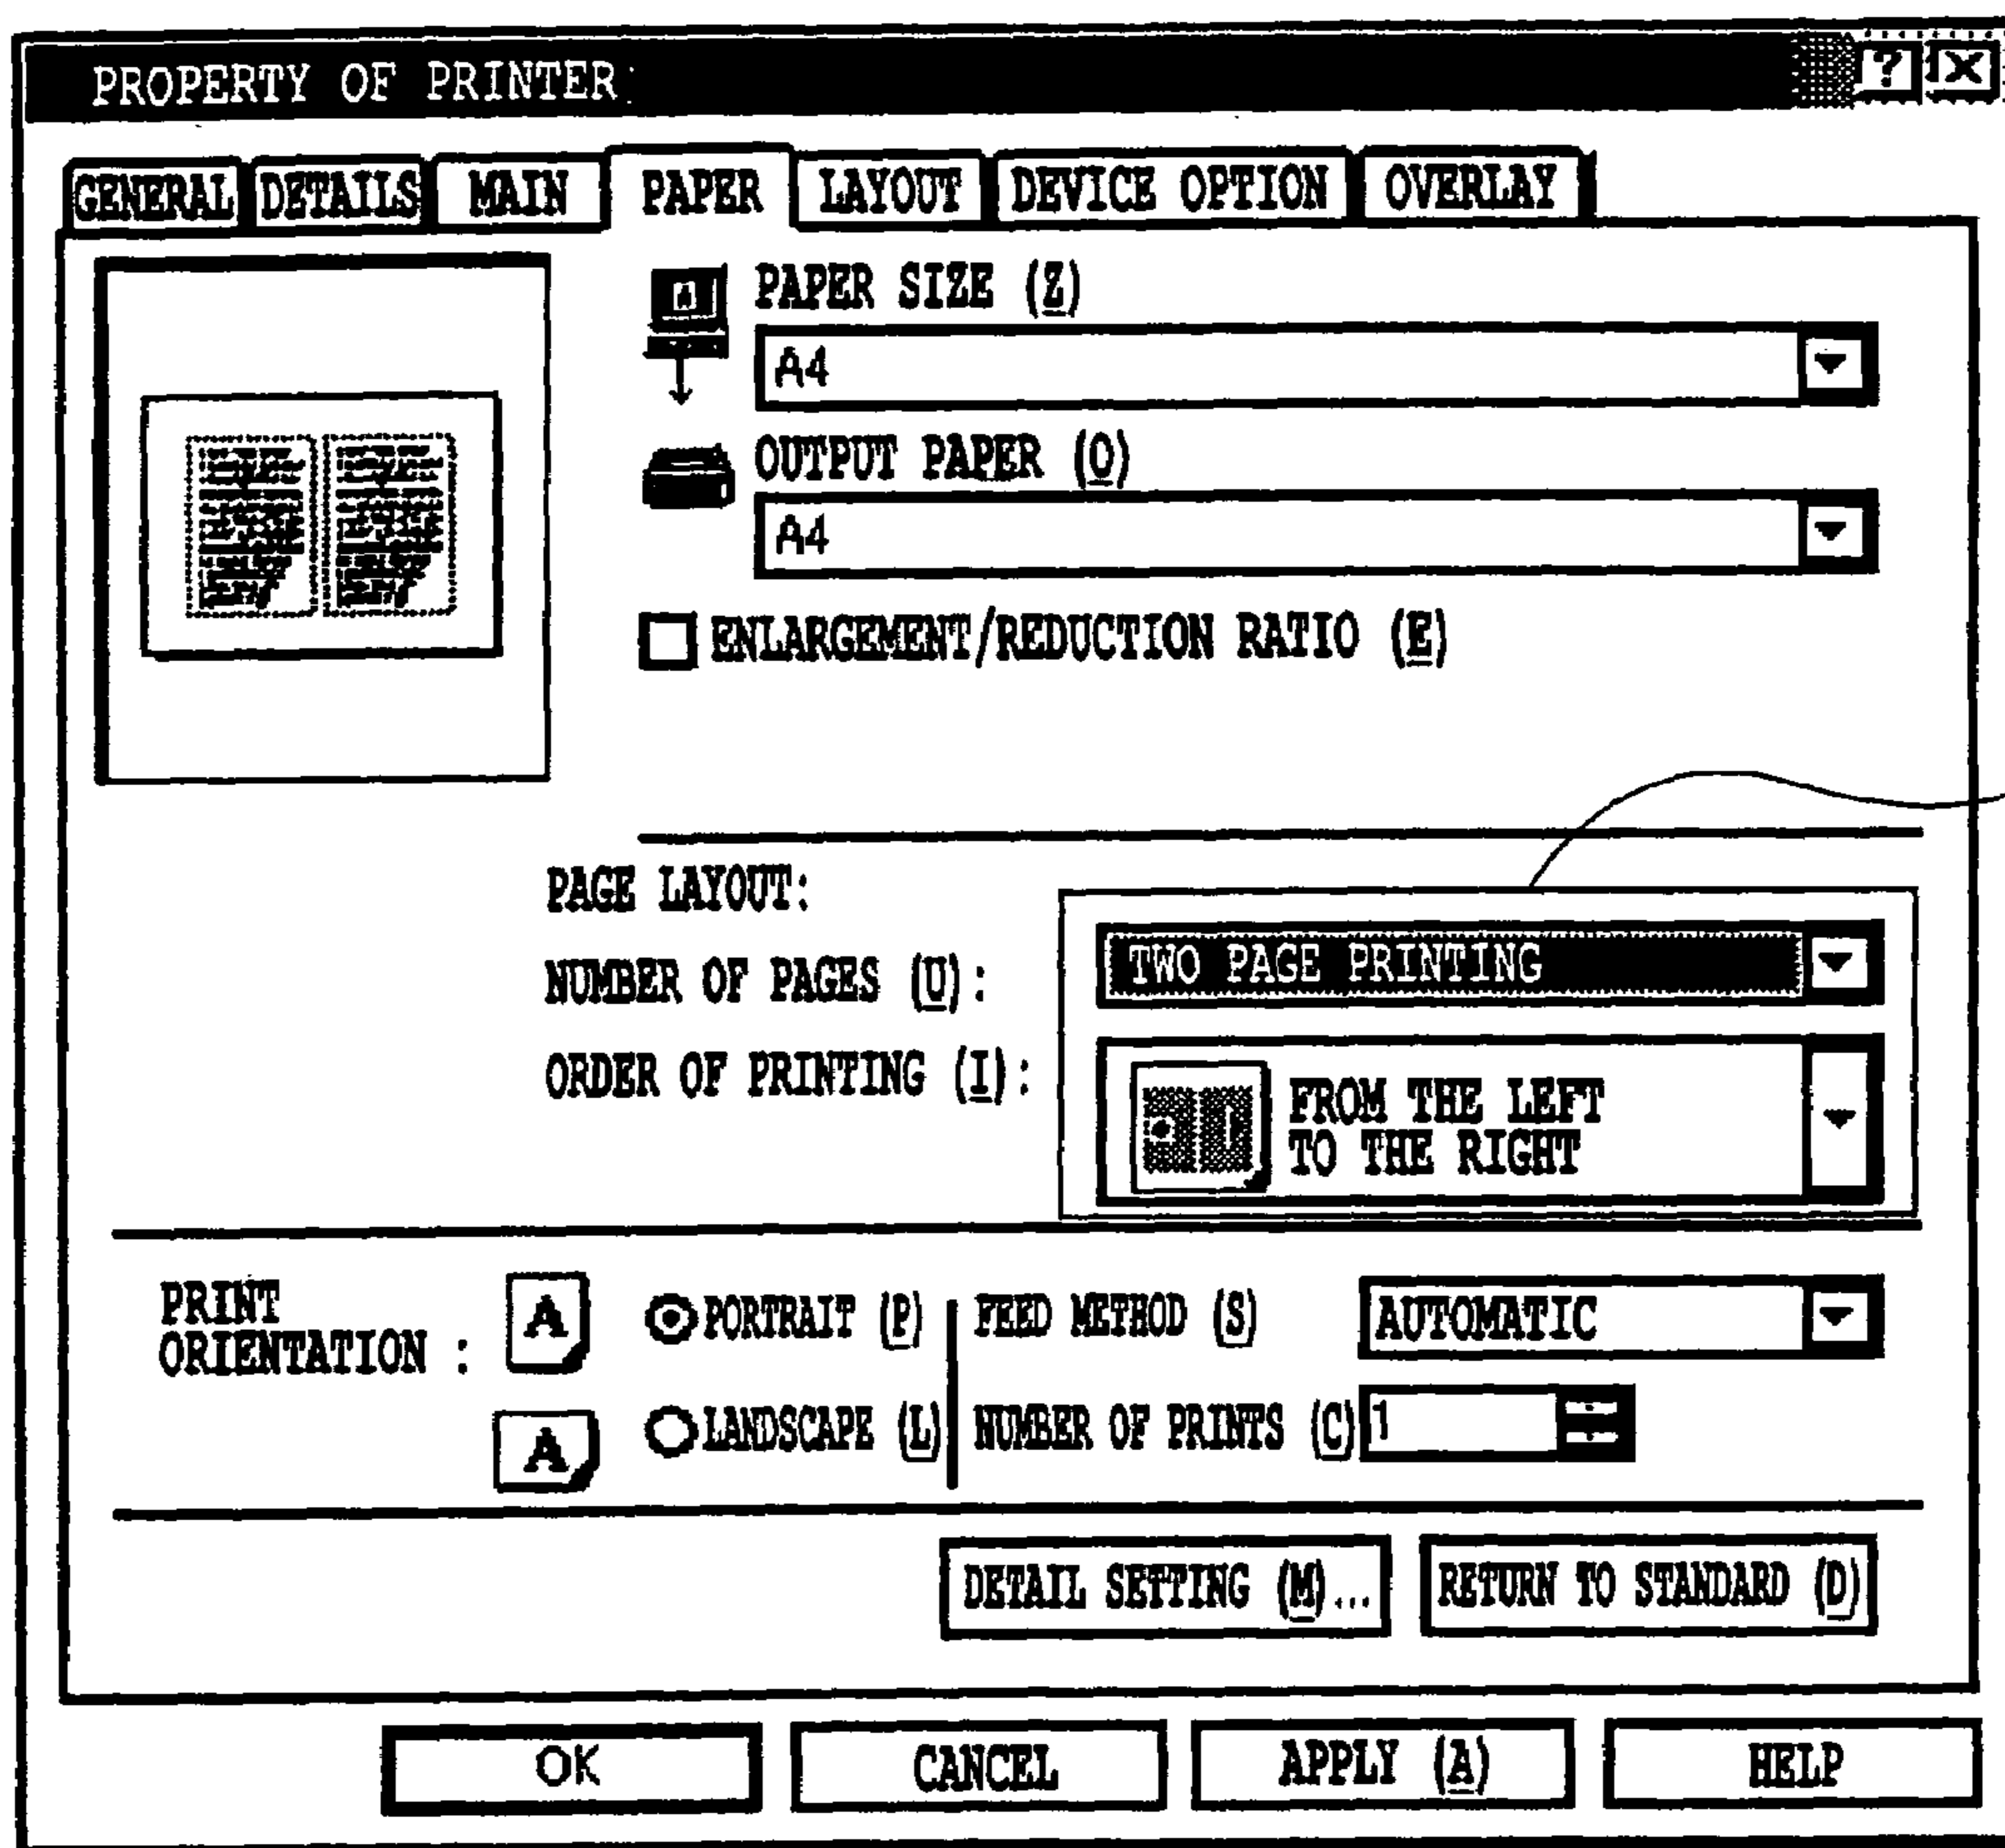 PROPERTY OF PRINTER:
? X
GENERAL DETAILS MAIN PAPER LAYOUT DEVICE OPTION OVERLAY
PAPER SIZE (Z)
A4
OUTPUT PAPER (O)
A4
ENLARGEMENT/REDUCTION RATIO (E)
PAGE LAYOUT:
NUMBER OF PAGES (U): TWO PAGE PRINTING
ORDER OF PRINTING (I): FROM THE LEFT
TO THE RIGHT
PRINT
ORIENTATION :
A PORTRAIT (P) FEED METHOD (S) AUTOMATIC
A LANDSCAPE (L) NUMBER OF PRINTS (C) 1
DETAIL SETTING (M)... RETURN TO STANDARD (D)
OK CANCEL APPLY (A) HELP